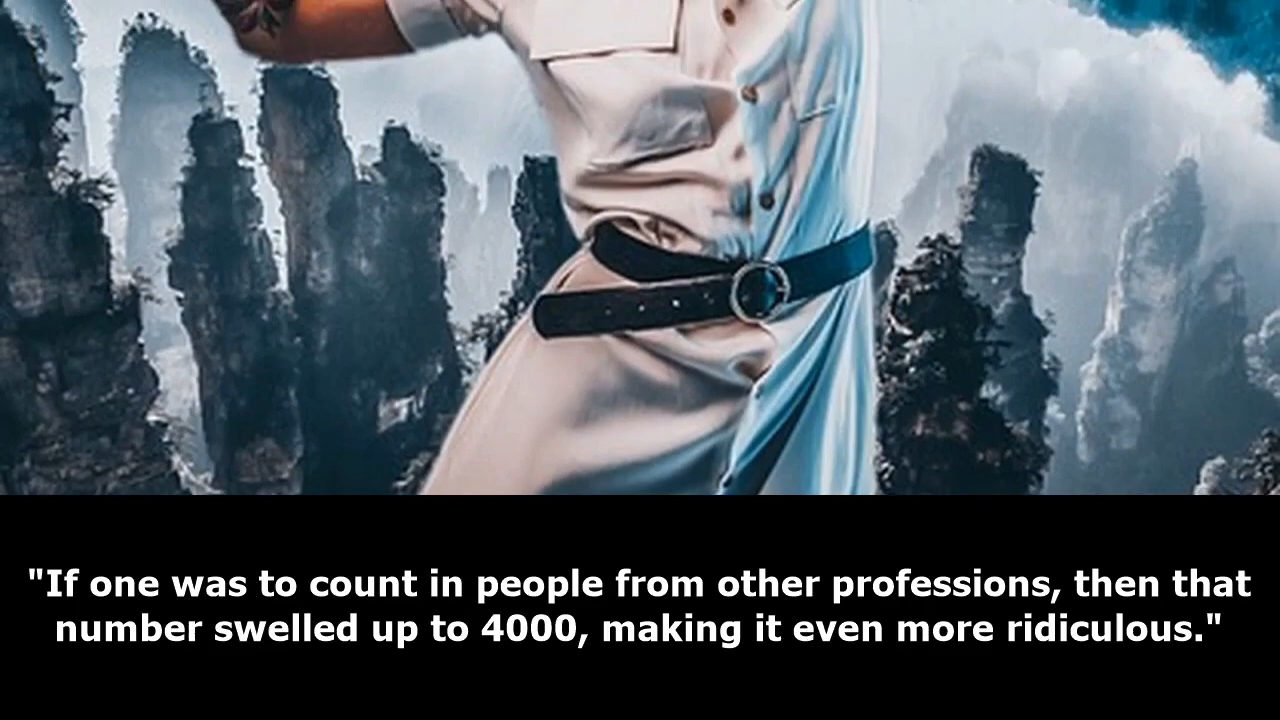 "If one was to count in people from other professions, then that
number swelled up to 4000, making it even more ridiculous."